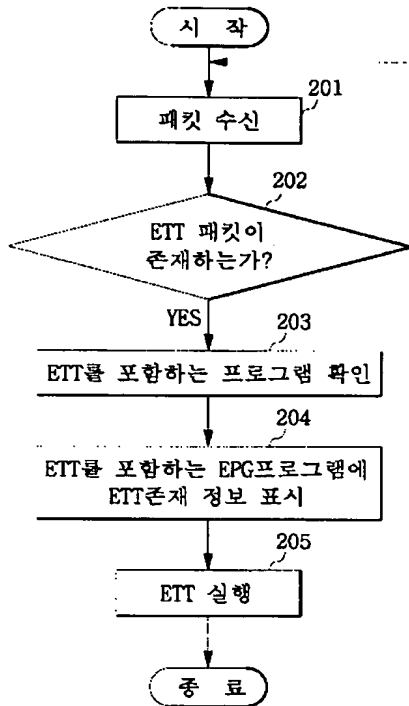 시 작
201
패킷 수신
202
ETT 패킷이
존재하는가?
YES
203
ETT를 포함하는 프로그램 확인
204
ETT를 포함하는 EPG프로그램에
ETT존재 정보 표시
205
ETT 실행
종 료